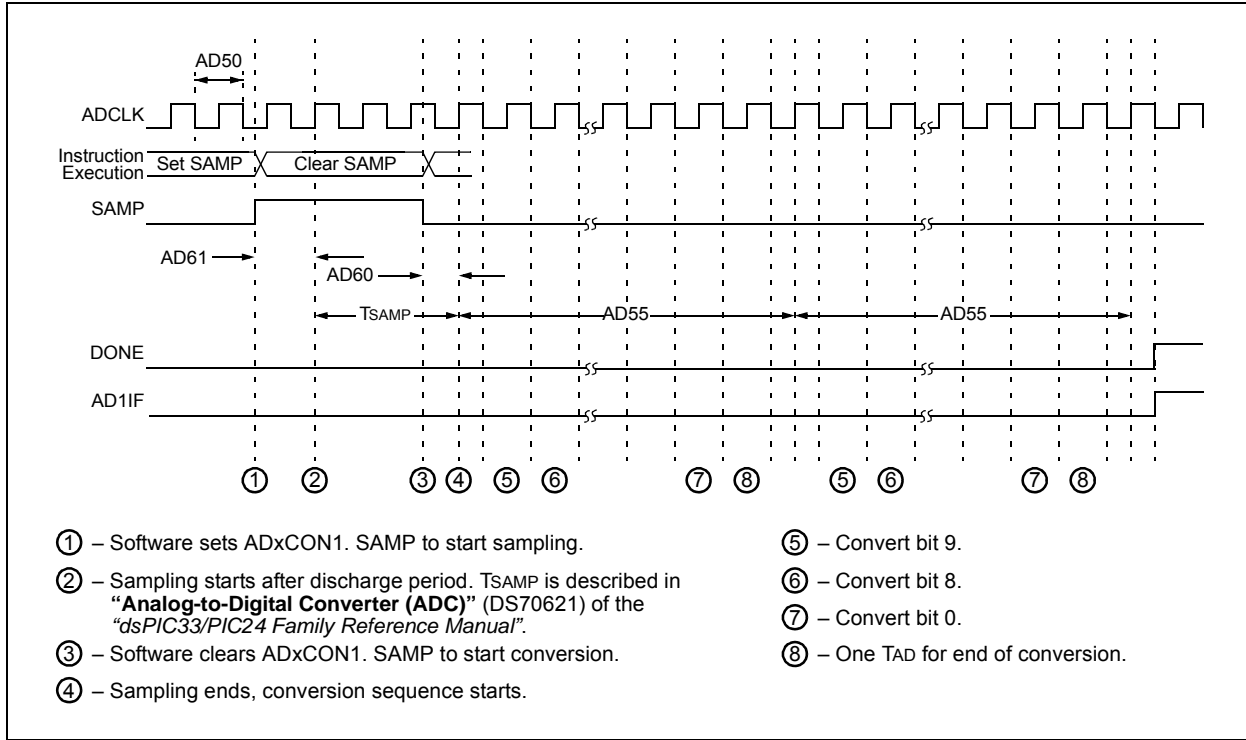 AD50
ADCLK
Instruction
Execution
Set SAMP
Clear SAMP
SAMP
AD61
AD60
TSAMP
AD55
AD55
DONE
AD1IF
1 2 3 4 5 6 7 8 5 6 7 8
1 – Software sets ADxCON1. SAMP to start sampling.
2 – Sampling starts after discharge period. TSAMP is described in
“Analog-to-Digital Converter (ADC)” (DS70621) of the
“dsPIC33/PIC24 Family Reference Manual”.
3 – Software clears ADxCON1. SAMP to start conversion.
4 – Sampling ends, conversion sequence starts.
5 – Convert bit 9.
6 – Convert bit 8.
7 – Convert bit 0.
8 – One TAD for end of conversion.